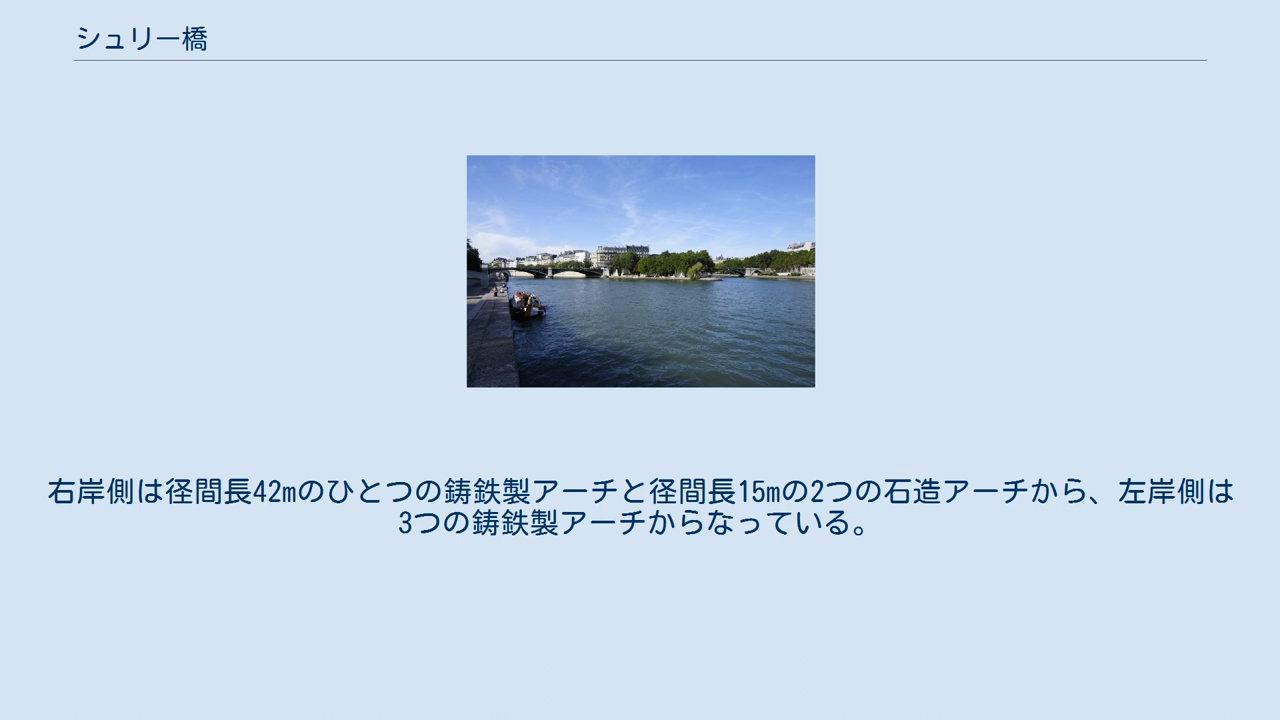 シュリー橋
右岸側は径間長42mのひとつの鋳鉄製アーチと径間長15mの2つの石造アーチから、左岸側は
3つの鋳鉄製アーチからなっている。